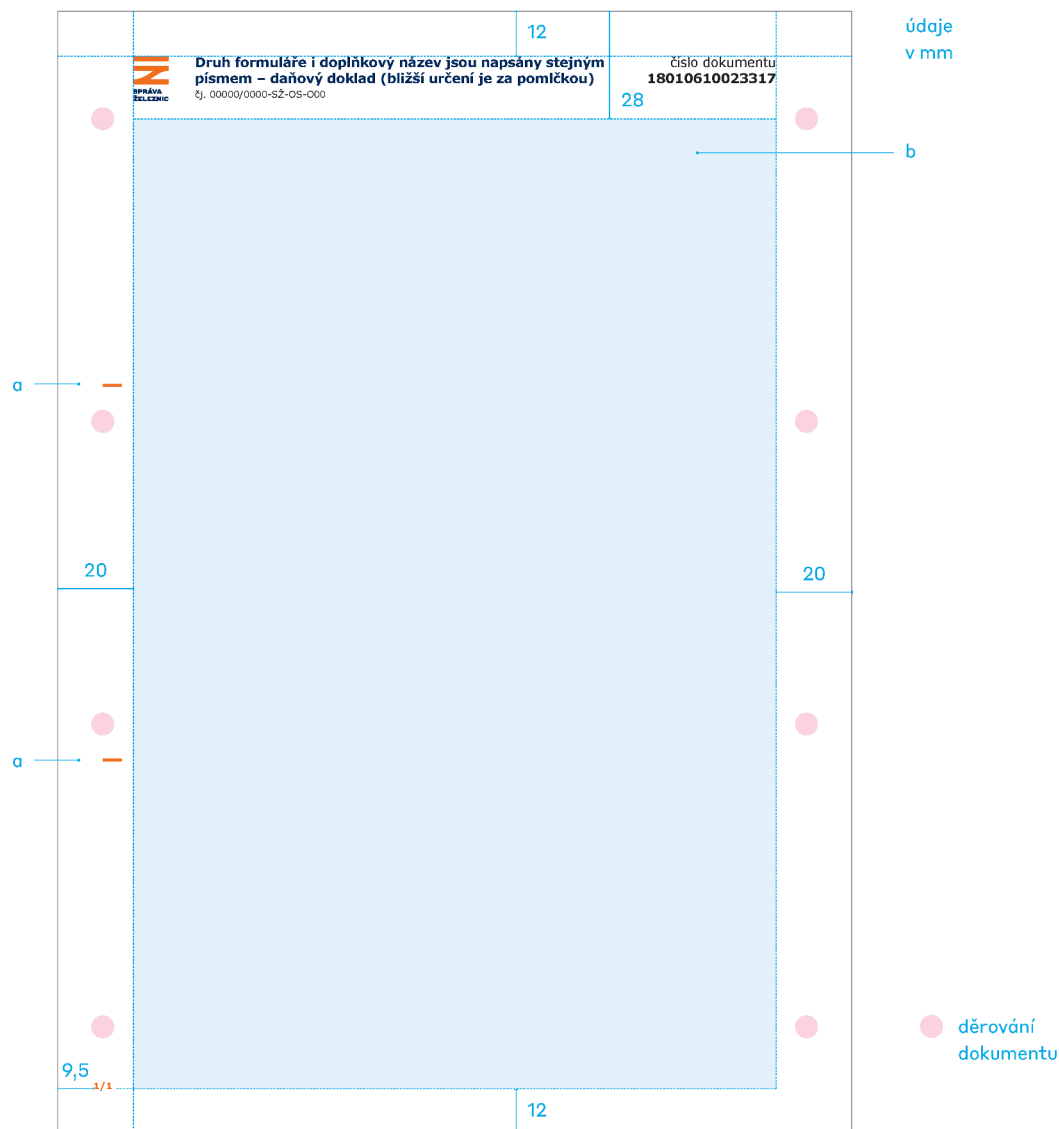 12
údaje
v mm
SPRÁVA
ŽELEZNIC
Druh formuláře i doplňkový název jsou napsány stejným
písmem – daňový doklad (bližší určení je za pomlčkou)
čj. 00000/0000-SŽ-OS-O00
číslo dokumentu
18010610023317
28
b
a
20
20
a
děrování
dokumentu
9,5
1/1
12